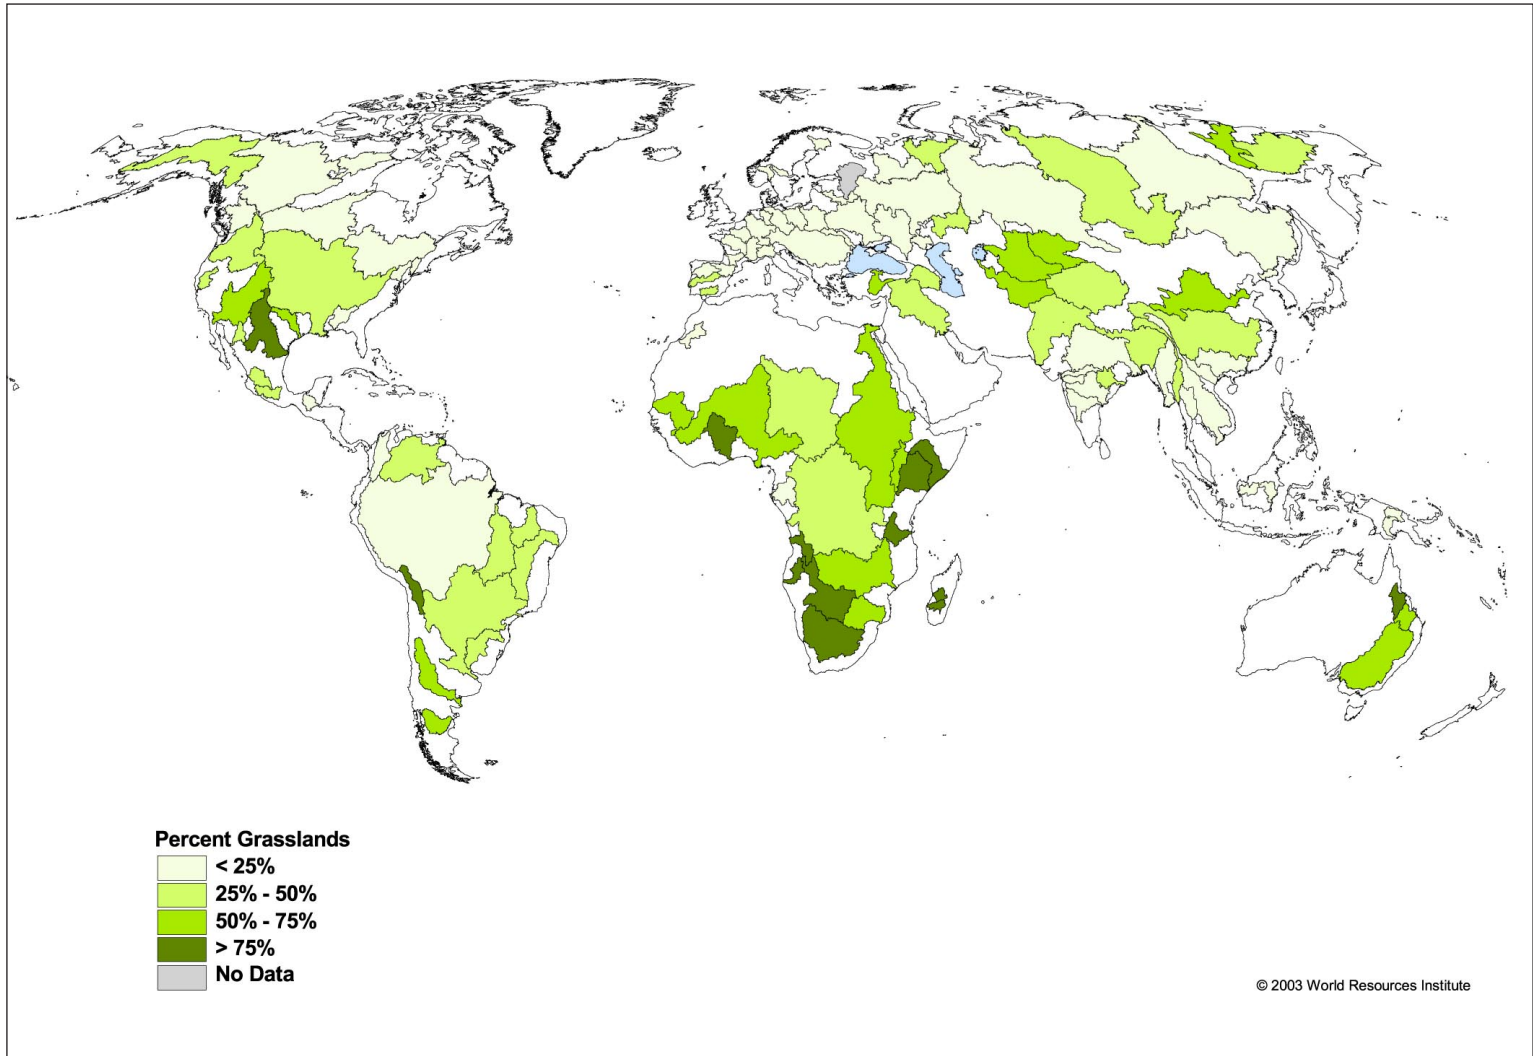 Percent Grasslands
< 25%
25% - 50%
50% - 75%
> 75%
No Data
© 2003 World Resources Institute